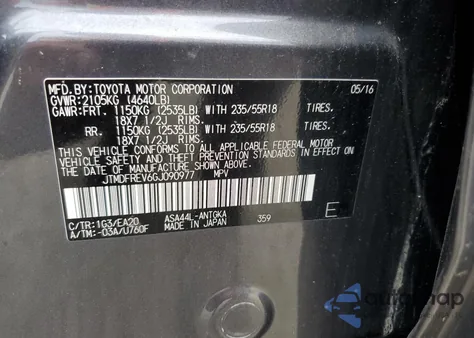 MFD.BY:TOYOTA MOTOR CORPORATION 05/16
GVWR:2105KG (4640LB)
GAWR:FRT. 1150KG (2535LB) WITH 235/55R18 TIRES.
18X7 1/2J RIMS.
RR. 1150KG (2535LB) WITH 235/55R18 TIRES.
18X7 1/2J RIMS.
THIS VEHICLE CONFORMS TO ALL APPLICABLE FEDERAL
MOTOR VEHICLE SAFETY STANDARDS IN EFFECT ON THE
DATE OF MANUFACTURE SHOWN ABOVE.
JTMDFREV6GJ090977 MPV
C/TR:1G3/EA20 ASA44L-ANTGKA 359 E
A/TM:-03A/U760F MADE IN JAPAN